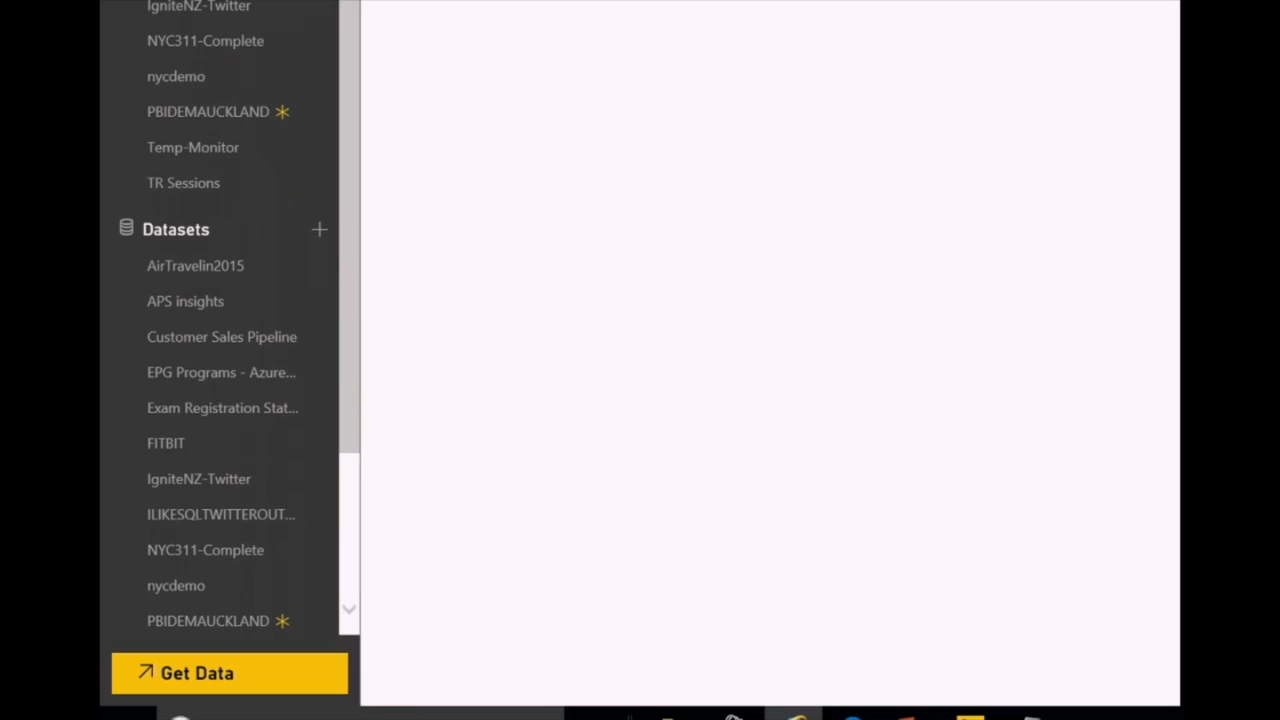 IgniteNZ-Twitter
NYC311-Complete
nycdemo
PBIDEMAUCKLAND
Temp-Monitor
TR Sessions
Datasets
AirTravelin2015
APS insights
Customer Sales Pipeline
EPG Programs - Azure...
Exam Registration Stat...
FITBIT
IgniteNZ-Twitter
ILIKESQLTWITTEROUT...
NYC311-Complete
nycdemo
PBIDEMAUCKLAND
Get Data